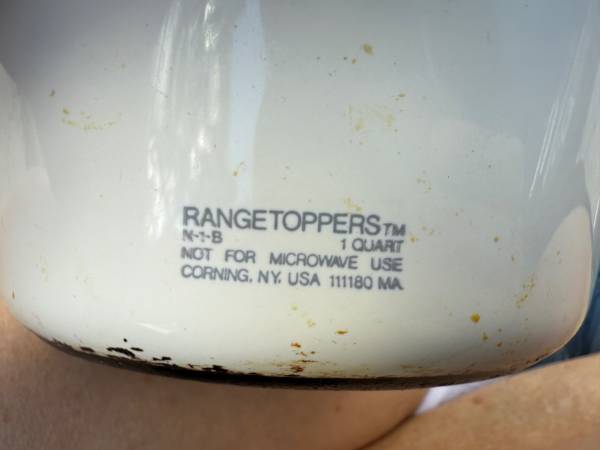 RANGETOPPERS™
N-1-B 1 QUART
NOT FOR MICROWAVE USE
CORNING, NY. USA 111180 MA